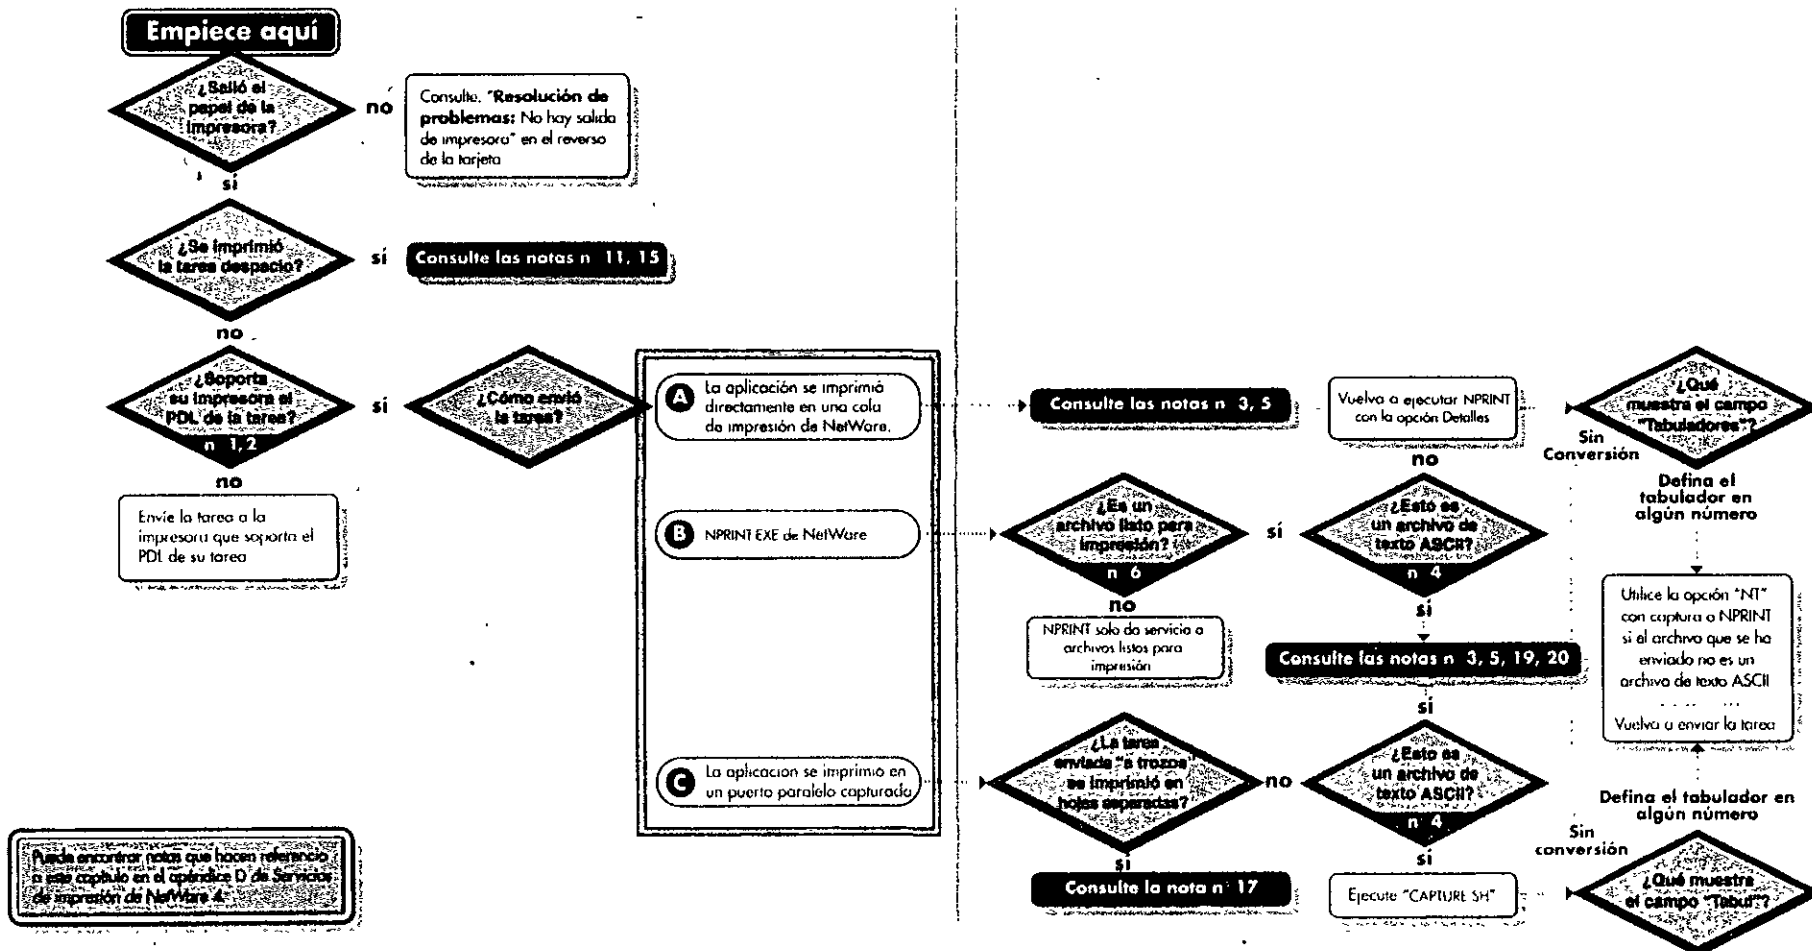 Empiece aquí
¿Salió el
papel de la
impresora?
no
Consulte, "Resolución de
problemas: No hay salida
de impresora" en el reverso
de la tarjeta
sí
¿Se imprimió
la tarea despacio?
sí
Consulte las notas n 11, 15
no
¿Soporta
su impresora el
PDL de la tarea?
n 1, 2
sí
¿Cómo envió
la tarea?
no
Envíe la tarea a la
impresora que soporta el
PDL de su tarea
A
La aplicación se imprimió
directamente en una cola
de impresión de NetWare.
B
NPRINT EXE de NetWare
C
La aplicacion se imprimio en
un puerto paralelo capturado
Consulte las notas n 3, 5
Vuelva a ejecutar NPRINT
con la opción Detalles
¿Qué
muestra el campo
"Tabuladores"?
Sin
Conversión
no
Defina el
tabulador en
algún número
¿Es un
archivo listo para
impresión?
n 6
sí
¿Esto es
un archivo de
texto ASCII?
n 4
no
NPRINT solo da servicio a
archivos listos para
impresión
sí
Consulte las notas n 3, 5, 19, 20
Utilice la opción "NT"
con captura o NPRINT
si el archivo que se ha
enviado no es un
archivo de texto ASCII
Vuelva a enviar la tarea
sí
¿La tarea
enviada "a trozos"
se imprimió en
hojas separadas?
no
¿Esto es
un archivo de
texto ASCII?
n 4
Defina el tabulador en
algún número
Sin
conversión
sí
Consulte la nota n 17
sí
Ejecute "CAPTURE SH"
¿Qué muestra
el campo "Tabul"?
Puede encontrar notas que hacen referencia
a este capítulo en el apéndice D de Servicios
de impresión de NetWare 4.